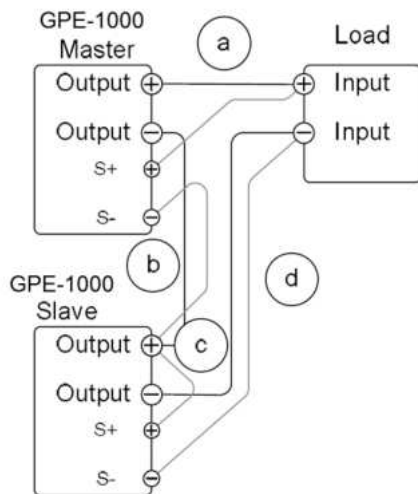 GPE-1000
Master
Output +
Output −
S+ +
S- −
a
Load
+ Input
− Input
b
d
GPE-1000
Slave
Output +
c
Output −
S+ +
S- −